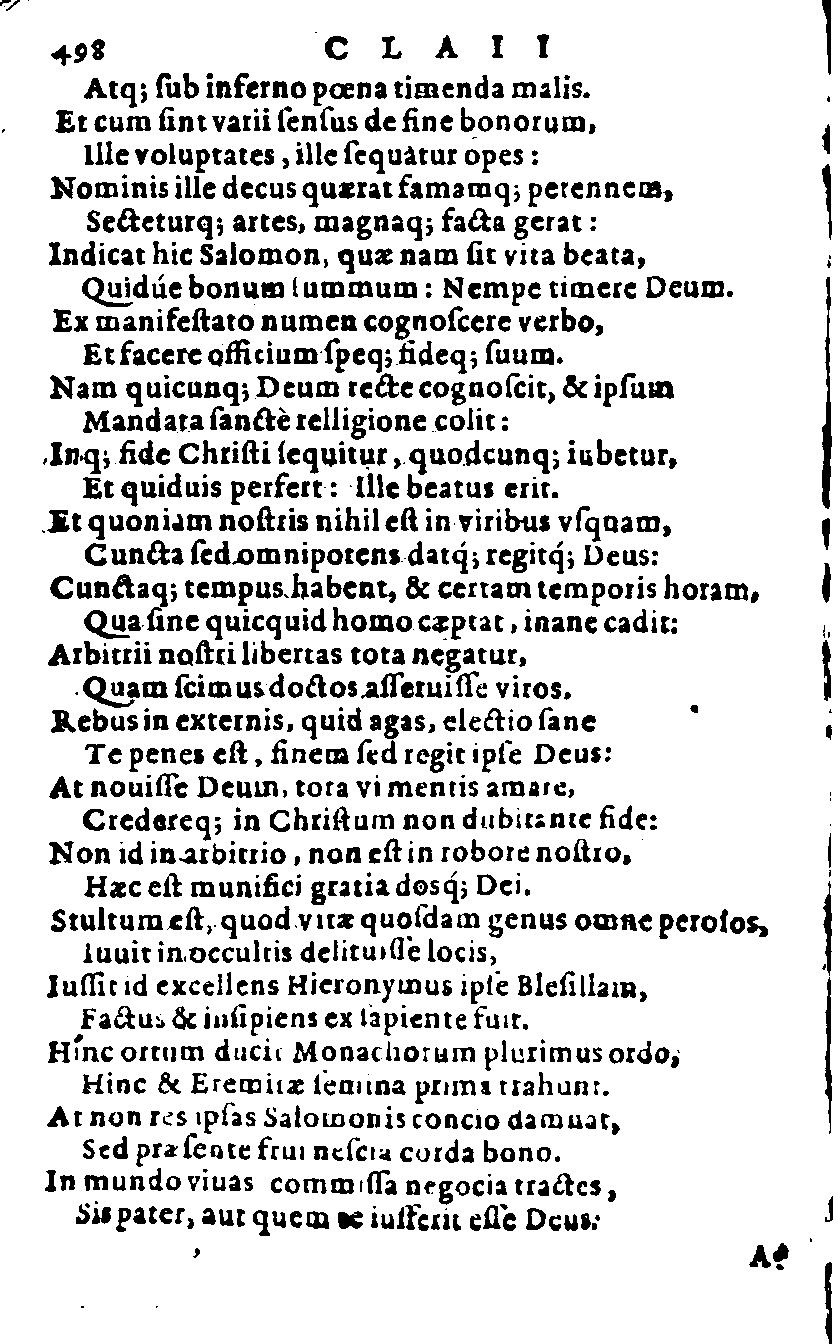 498 C L A I I
Atq; ſub inferno pœna timenda malis.
Et cum ſint varii ſenſus de fine bonorum,
Ille voluptates, ille ſequàtur opes:
Nominis ille decus quærat famamq; perennem,
Secteturq; artes, magnaq; facta gerat:
Indicat hic Salomon, quæ nam ſit vita beata,
Quidúe bonum ſummum: Nempe timere Deum.
Ex manifeſtato numen cognoſcere verbo,
Et facere officium ſpeq; fideq; ſuum.
Nam quicunq; Deum recte cognoſcit, & ipſum
Mandata ſanctè relligione colit:
Inq; fide Chriſti ſequitur, quodcunq; iubetur,
Et quiduis perfert: Ille beatus erit.
Et quoniam noſtris nihil eſt in viribus vſquam,
Cuncta ſed omnipotens datq́; regitq́; Deus:
Cunctaq; tempus habent, & certam temporis horam,
Qua ſine quicquid homo cæptat, inane cadit:
Arbitrii noſtri libertas tota negatur,
Quam ſcimus doctos aſſeruiſſe viros.
Rebus in externis, quid agas, electio ſane
Te penes eſt, finem ſed regit ipſe Deus:
At nouiſſe Deum, tota vi mentis amare,
Credereq; in Chriſtum non dubitante fide:
Non id in arbitrio, non eſt in robore noſtro,
Hæc eſt munifici gratia dosq́; Dei.
Stultum eſt, quod vitæ quoſdam genus omne peroſos,
Iuuit in occultis delituiſſe locis,
Iuſſit id excellens Hieronymus ipſe Bleſillam,
Factus & inſipiens ex ſapiente fuit.
Hinc ortum ducit Monachorum plurimus ordo,
Hinc & Eremitæ ſemina prima trahunt.
At non res ipſas Salomonis concio damnat,
Sed præſente frui neſcia corda bono.
In mundo viuas commiſſa negocia tractes,
Sis pater, aut quem te iuſſerit eſſe Deus: